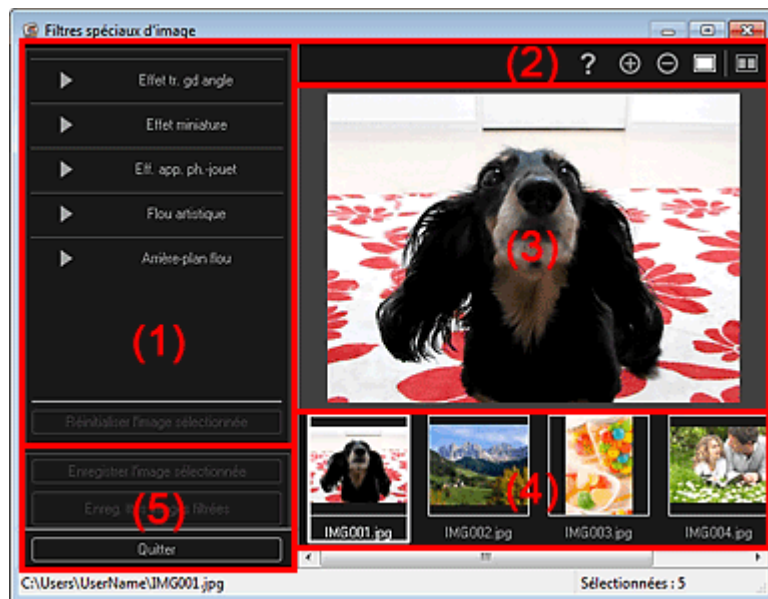 Filtres spéciaux d'image
(2)
?
Effet tr. gd angle
Effet miniature
Eff. app. ph.-jouet
Flou artistique
Arrière-plan flou
(3)
(1)
Réinitialiser l'image sélectionnée
Enregistrer l'image sélectionnée
Enreg. filtrées
(5)
Quitter
(4)
IMG001.jpg
IMG002.jpg
IMG003.jpg
IMG004.jpg
C:\Users\UserName\IMG001.jpg
Sélectionnées : 5